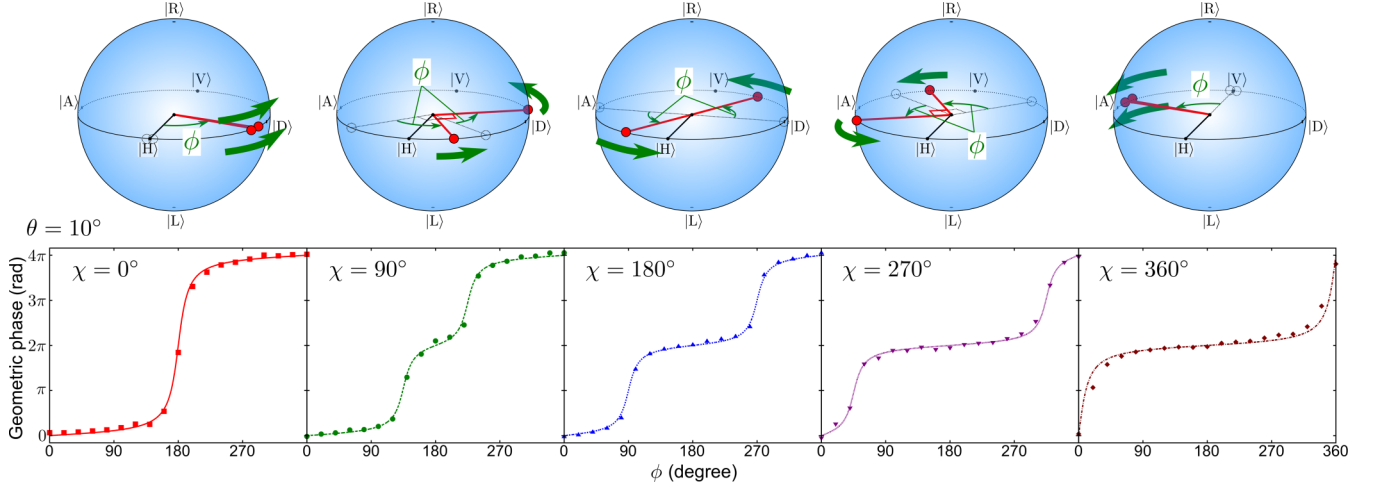 |R⟩ |R⟩ |R⟩ |R⟩ |R⟩
|A⟩ |V⟩ |D⟩ |H⟩ ϕ |L⟩
|V⟩ |D⟩ |H⟩ ϕ |L⟩
|A⟩ |V⟩ |D⟩ |H⟩ ϕ |L⟩
|A⟩ |V⟩ |D⟩ |H⟩ ϕ |L⟩
|A⟩ |V⟩ |D⟩ |H⟩ ϕ |L⟩
θ = 10°
Geometric phase (rad)
4π
3π
2π
π
0
χ = 0°
χ = 90°
χ = 180°
χ = 270°
χ = 360°
0 90 180 270 0 90 180 270 0 90 180 270 0 90 180 270 0 90 180 270 360
ϕ (degree)